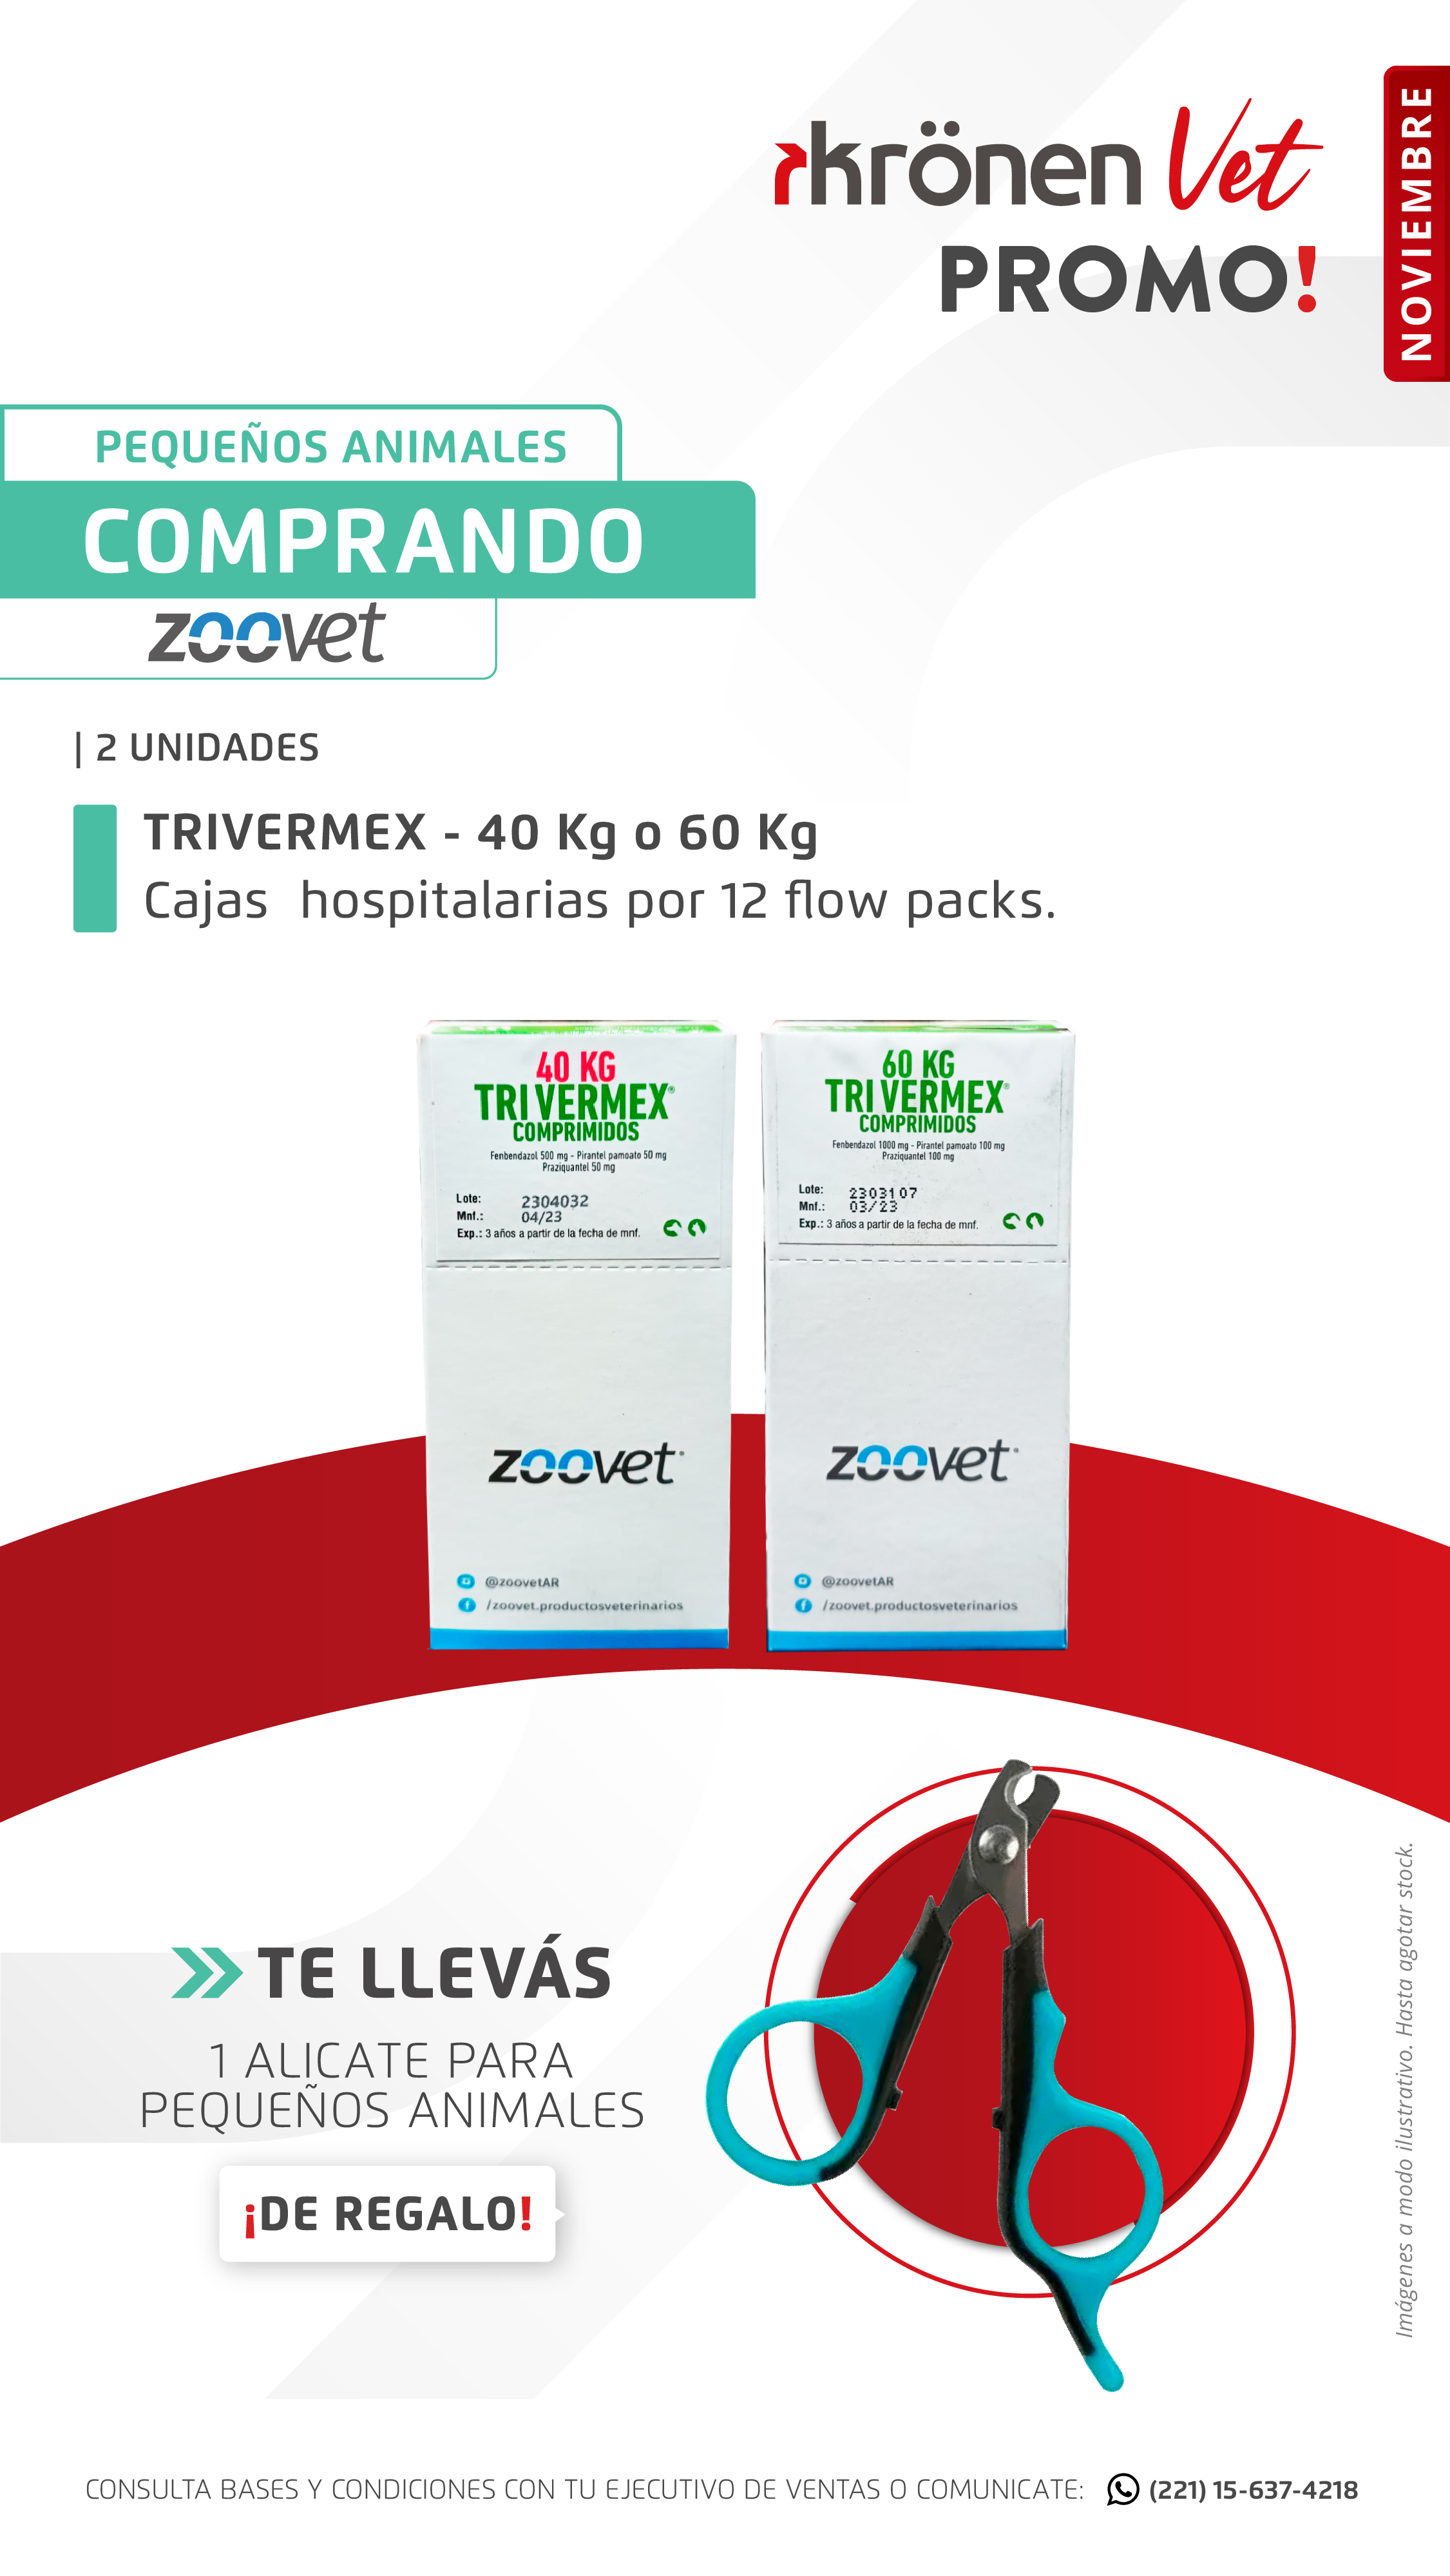 krönen Vet
PROMO!
NOVIEMBRE
PEQUEÑOS ANIMALES
COMPRANDO
zoovet
| 2 UNIDADES
TRIVERMEX - 40 Kg o 60 Kg
Cajas hospitalarias por 12 flow packs.
40 KG
TRIVERMEX®
COMPRIMIDOS
Fenbendazol 500 mg - Pirantel pamoato 50 mg
Praziquantel 50 mg
Lote: 2304032
Mnf.: 04/23
Exp.: 3 años a partir de la fecha de mnf.
zoovet
@zoovetAR
/zoovet.productosveterinarios
60 KG
TRIVERMEX®
COMPRIMIDOS
Fenbendazol 1000 mg - Pirantel pamoato 100 mg
Praziquantel 100 mg
Lote: 2303107
Mnf.: 03/23
Exp.: 3 años a partir de la fecha de mnf.
zoovet
@zoovetAR
/zoovet.productosveterinarios
TE LLEVÁS
1 ALICATE PARA
PEQUEÑOS ANIMALES
¡DE REGALO!
Imágenes a modo ilustrativo. Hasta agotar stock.
CONSULTA BASES Y CONDICIONES CON TU EJECUTIVO DE VENTAS O COMUNICATE: (221) 15-637-4218